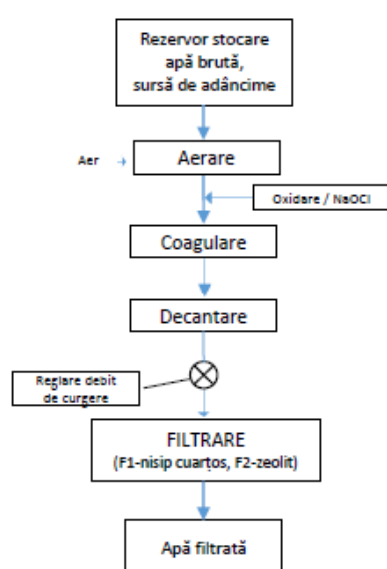 Rezervor stocare
apă brută,
sursă de adâncime
Aer
Aerare
Oxidare / NaOCl
Coagulare
Decantare
Reglare debit
de curgere
FILTRARE
(F1-nisip cuarțos, F2-zeolit)
Apă filtrată